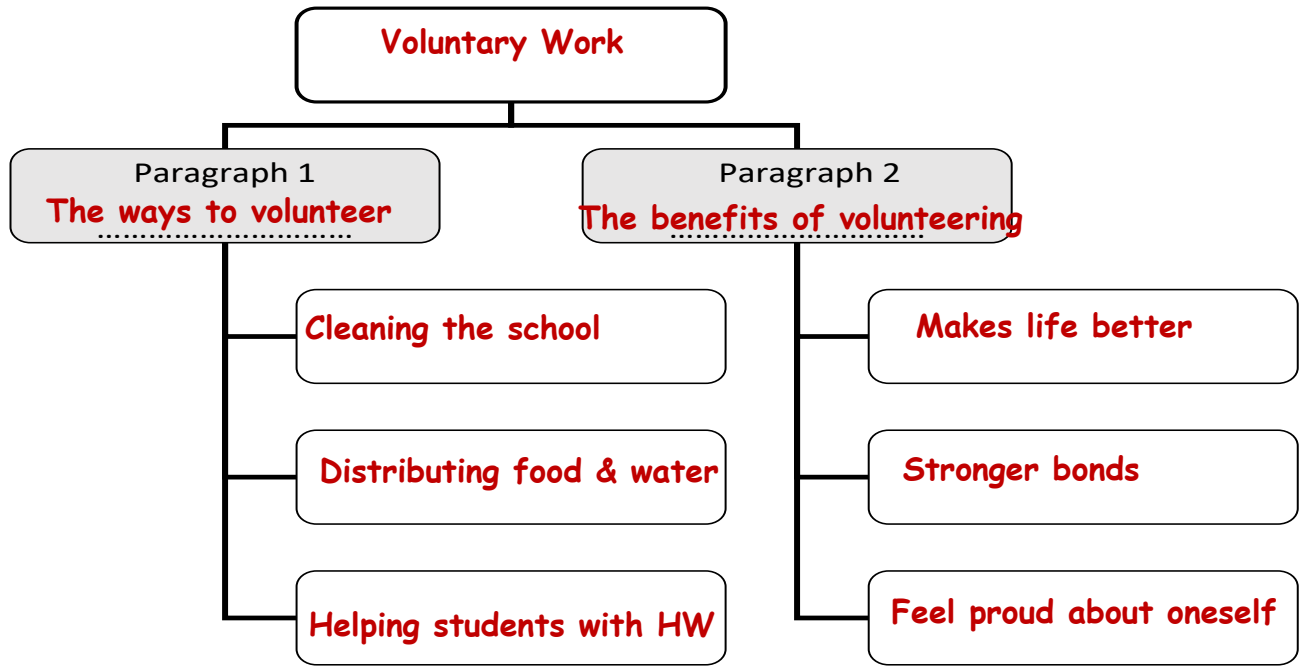 Voluntary Work
Paragraph 1
The ways to volunteer
..............................
Cleaning the school
Distributing food & water
Helping students with HW
Paragraph 2
The benefits of volunteering
..............................
Makes life better
Stronger bonds
Feel proud about oneself